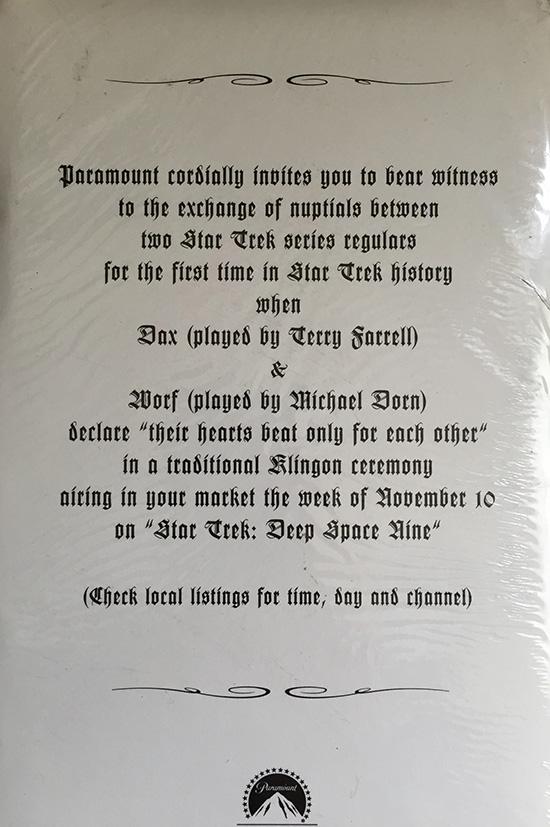 Paramount cordially invites you to bear witness
to the exchange of nuptials between
two Star Trek series regulars
for the first time in Star Trek history
when
Dax (played by Terry Farrell)
&
Worf (played by Michael Dorn)
declare "their hearts beat only for each other"
in a traditional Klingon ceremony
airing in your market the week of November 10
on "Star Trek: Deep Space Nine"
(Check local listings for time, day and channel)
Paramount